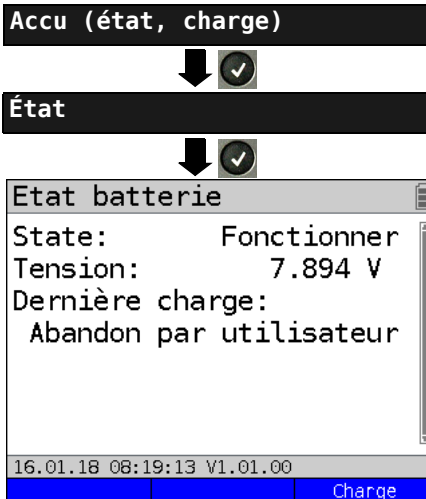 Accu (état, charge)
État
Etat batterie
State: Fonctionner
Tension: 7.894 V
Dernière charge:
Abandon par utilisateur
16.01.18 08:19:13 V1.01.00
Charge